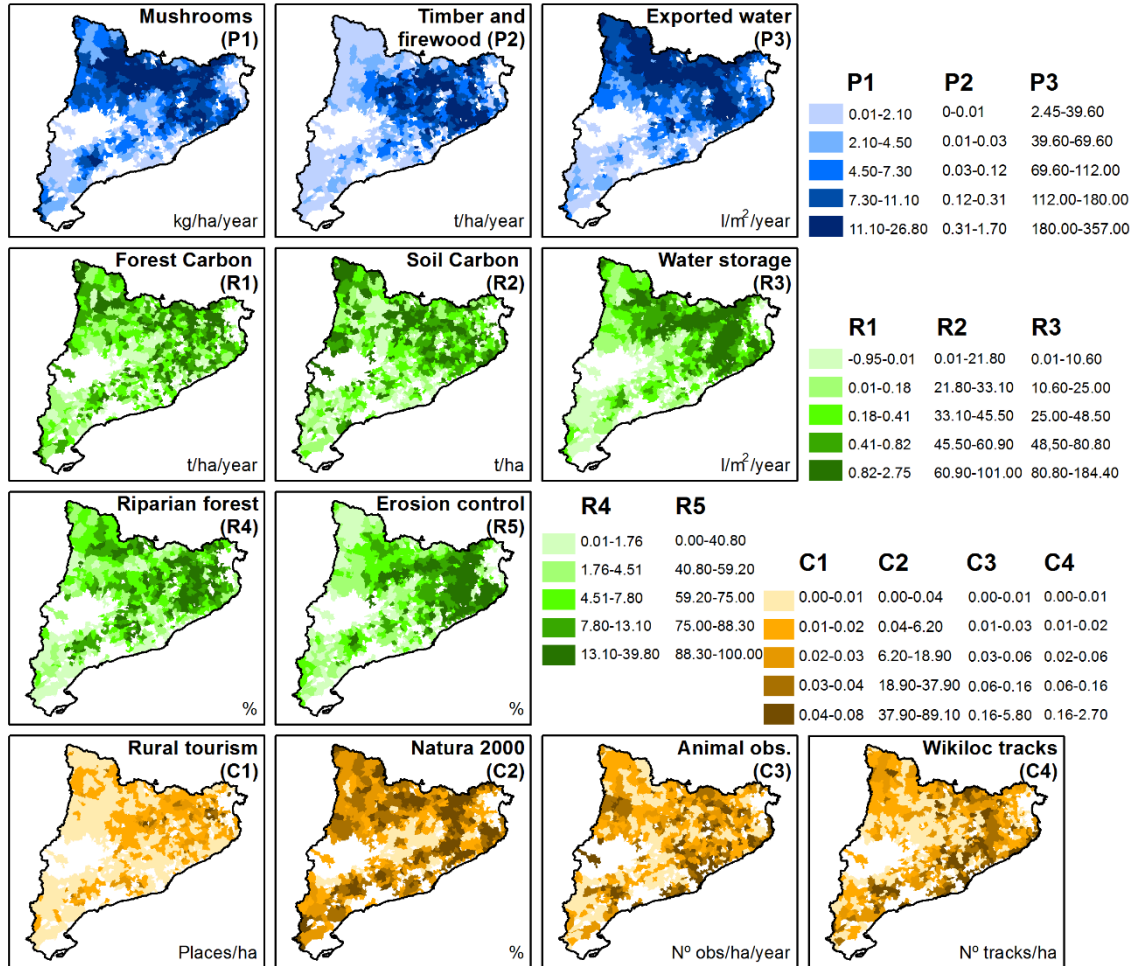 Mushrooms
(P1)
kg/ha/year
Timber and
firewood (P2)
t/ha/year
Exported water
(P3)
l/m²/year
P1 P2 P3
0.01-2.10 0-0.01 2.45-39.60
2.10-4.50 0.01-0.03 39.60-69.60
4.50-7.30 0.03-0.12 69.60-112.00
7.30-11.10 0.12-0.31 112.00-180.00
11.10-26.80 0.31-1.70 180.00-357.00
Forest Carbon
(R1)
t/ha/year
Soil Carbon
(R2)
t/ha
Water storage
(R3)
l/m²/year
R1 R2 R3
-0.95-0.01 0.01-21.80 0.01-10.60
0.01-0.18 21.80-33.10 10.60-25.00
0.18-0.41 33.10-45.50 25.00-48.50
0.41-0.82 45.50-60.90 48,50-80.80
0.82-2.75 60.90-101.00 80.80-184.40
Riparian forest
(R4)
%
Erosion control
(R5)
%
R4 R5
0.01-1.76 0.00-40.80
1.76-4.51 40.80-59.20
4.51-7.80 59.20-75.00
7.80-13.10 75.00-88.30
13.10-39.80 88.30-100.00
C1 C2 C3 C4
0.00-0.01 0.00-0.04 0.00-0.01 0.00-0.01
0.01-0.02 0.04-6.20 0.01-0.03 0.01-0.02
0.02-0.03 6.20-18.90 0.03-0.06 0.02-0.06
0.03-0.04 18.90-37.90 0.06-0.16 0.06-0.16
0.04-0.08 37.90-89.10 0.16-5.80 0.16-2.70
Rural tourism
(C1)
Places/ha
Natura 2000
(C2)
%
Animal obs.
(C3)
Nº obs/ha/year
Wikiloc tracks
(C4)
Nº tracks/ha